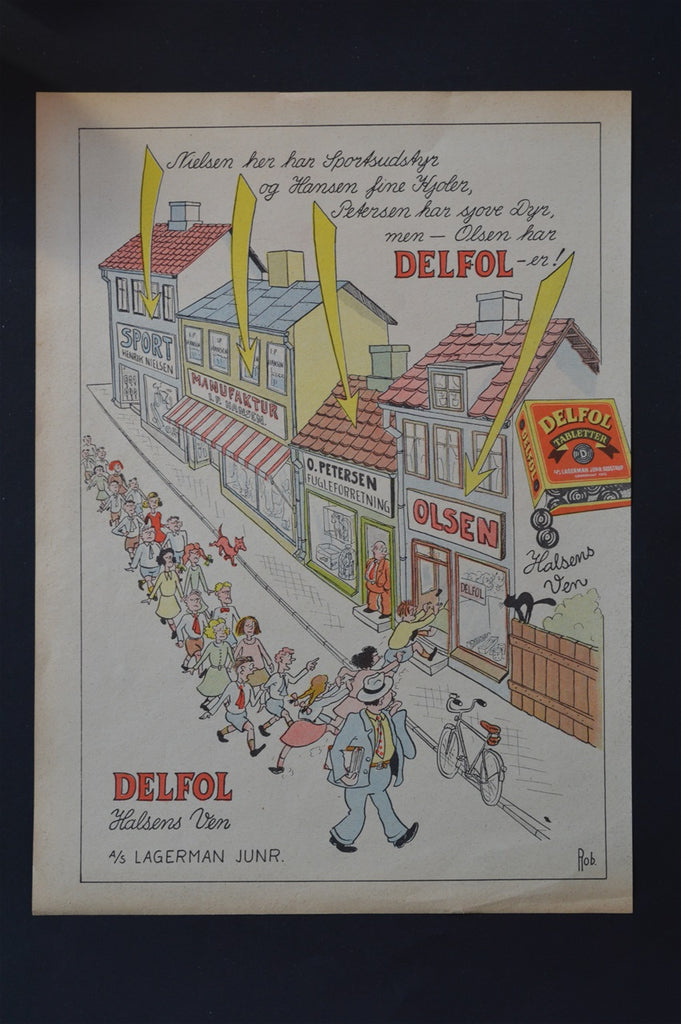 Nielsen her har Sportsudstyr
og Hansen fine Kjoler,
Petersen har sjove Dyr,
men — Olsen har
DELFOL -er!
SPORT
HENRIK NIELSEN
MANUFAKTUR
I.P. HANSEN.
O. PETERSEN
FUGLEFORRETNING
OLSEN
DELFOL
DELFOL
TABLETTER
D
A/S LAGERMAN JUNR
Halsens
Ven
DELFOL
Halsens Ven
A/S LAGERMAN JUNR.
Rob.